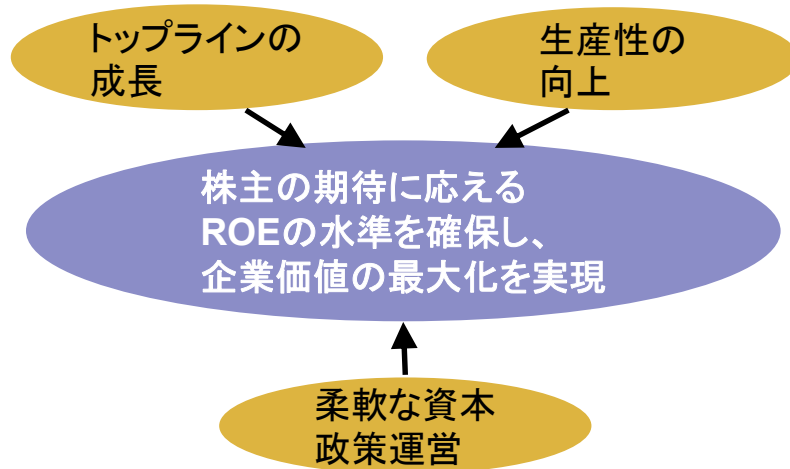 トップラインの
成長
生産性の
向上
株主の期待に応える
ROEの水準を確保し、
企業価値の最大化を実現
柔軟な資本
政策運営